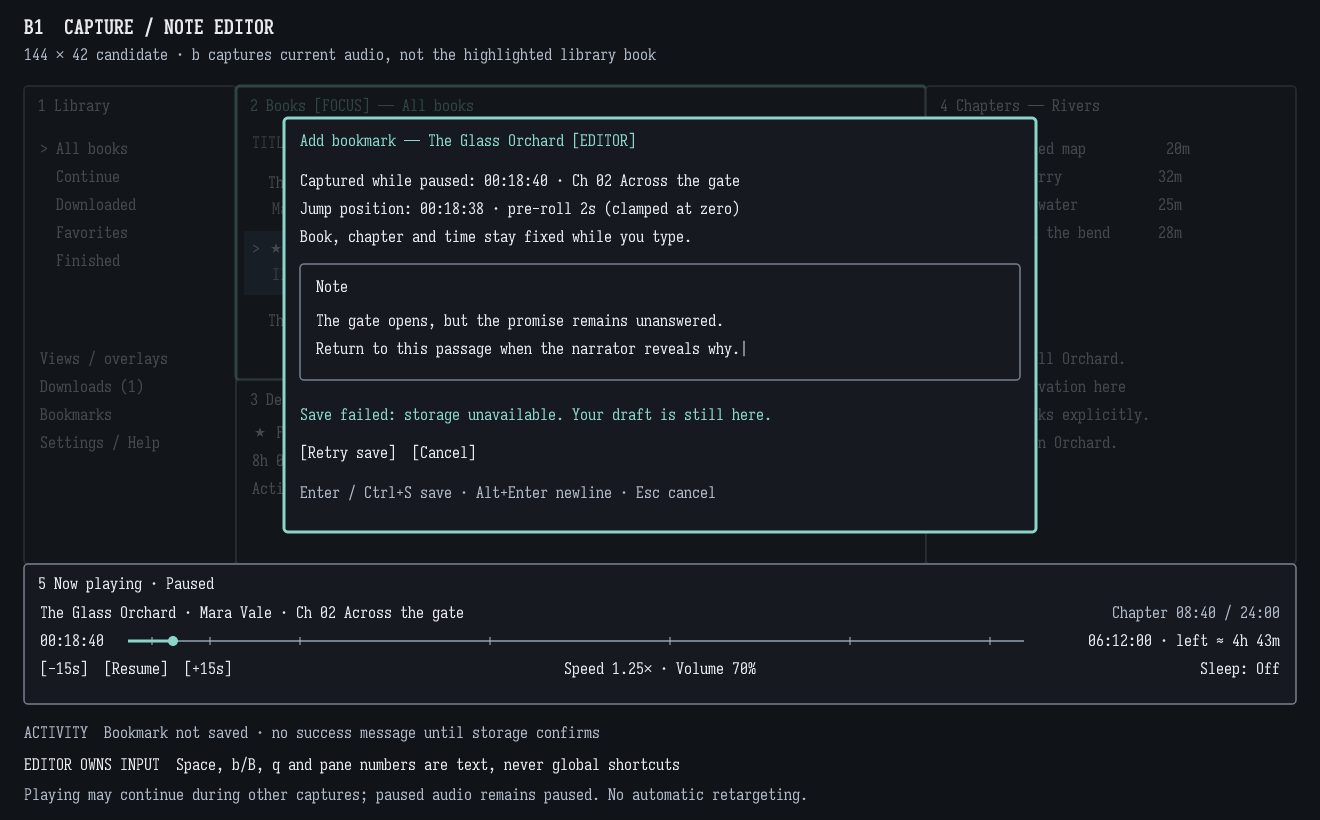 B1  CAPTURE / NOTE EDITOR
144 × 42 candidate · b captures current audio, not the highlighted library book
1 Library
> All books
Continue
Downloaded
Favorites
Finished
Views / overlays
Downloads (1)
Bookmarks
Settings / Help
2 Books [FOCUS] — All books
> ★
★
8h
4 Chapters — Rivers
map 20m
32m
25m
the bend 28m
Orchard.
here
explicitly.
Orchard.
Add bookmark — The Glass Orchard [EDITOR]
Captured while paused: 00:18:40 · Ch 02 Across the gate
Jump position: 00:18:38 · pre-roll 2s (clamped at zero)
Book, chapter and time stay fixed while you type.
Note
The gate opens, but the promise remains unanswered.
Return to this passage when the narrator reveals why.|
Save failed: storage unavailable. Your draft is still here.
[Retry save]  [Cancel]
Enter / Ctrl+S save · Alt+Enter newline · Esc cancel
5 Now playing · Paused
The Glass Orchard · Mara Vale · Ch 02 Across the gate
Chapter 08:40 / 24:00
00:18:40
06:12:00 · left ≈ 4h 43m
[-15s]  [Resume]  [+15s]
Speed 1.25× · Volume 70%
Sleep: Off
ACTIVITY  Bookmark not saved · no success message until storage confirms
EDITOR OWNS INPUT  Space, b/B, q and pane numbers are text, never global shortcuts
Playing may continue during other captures; paused audio remains paused. No automatic retargeting.